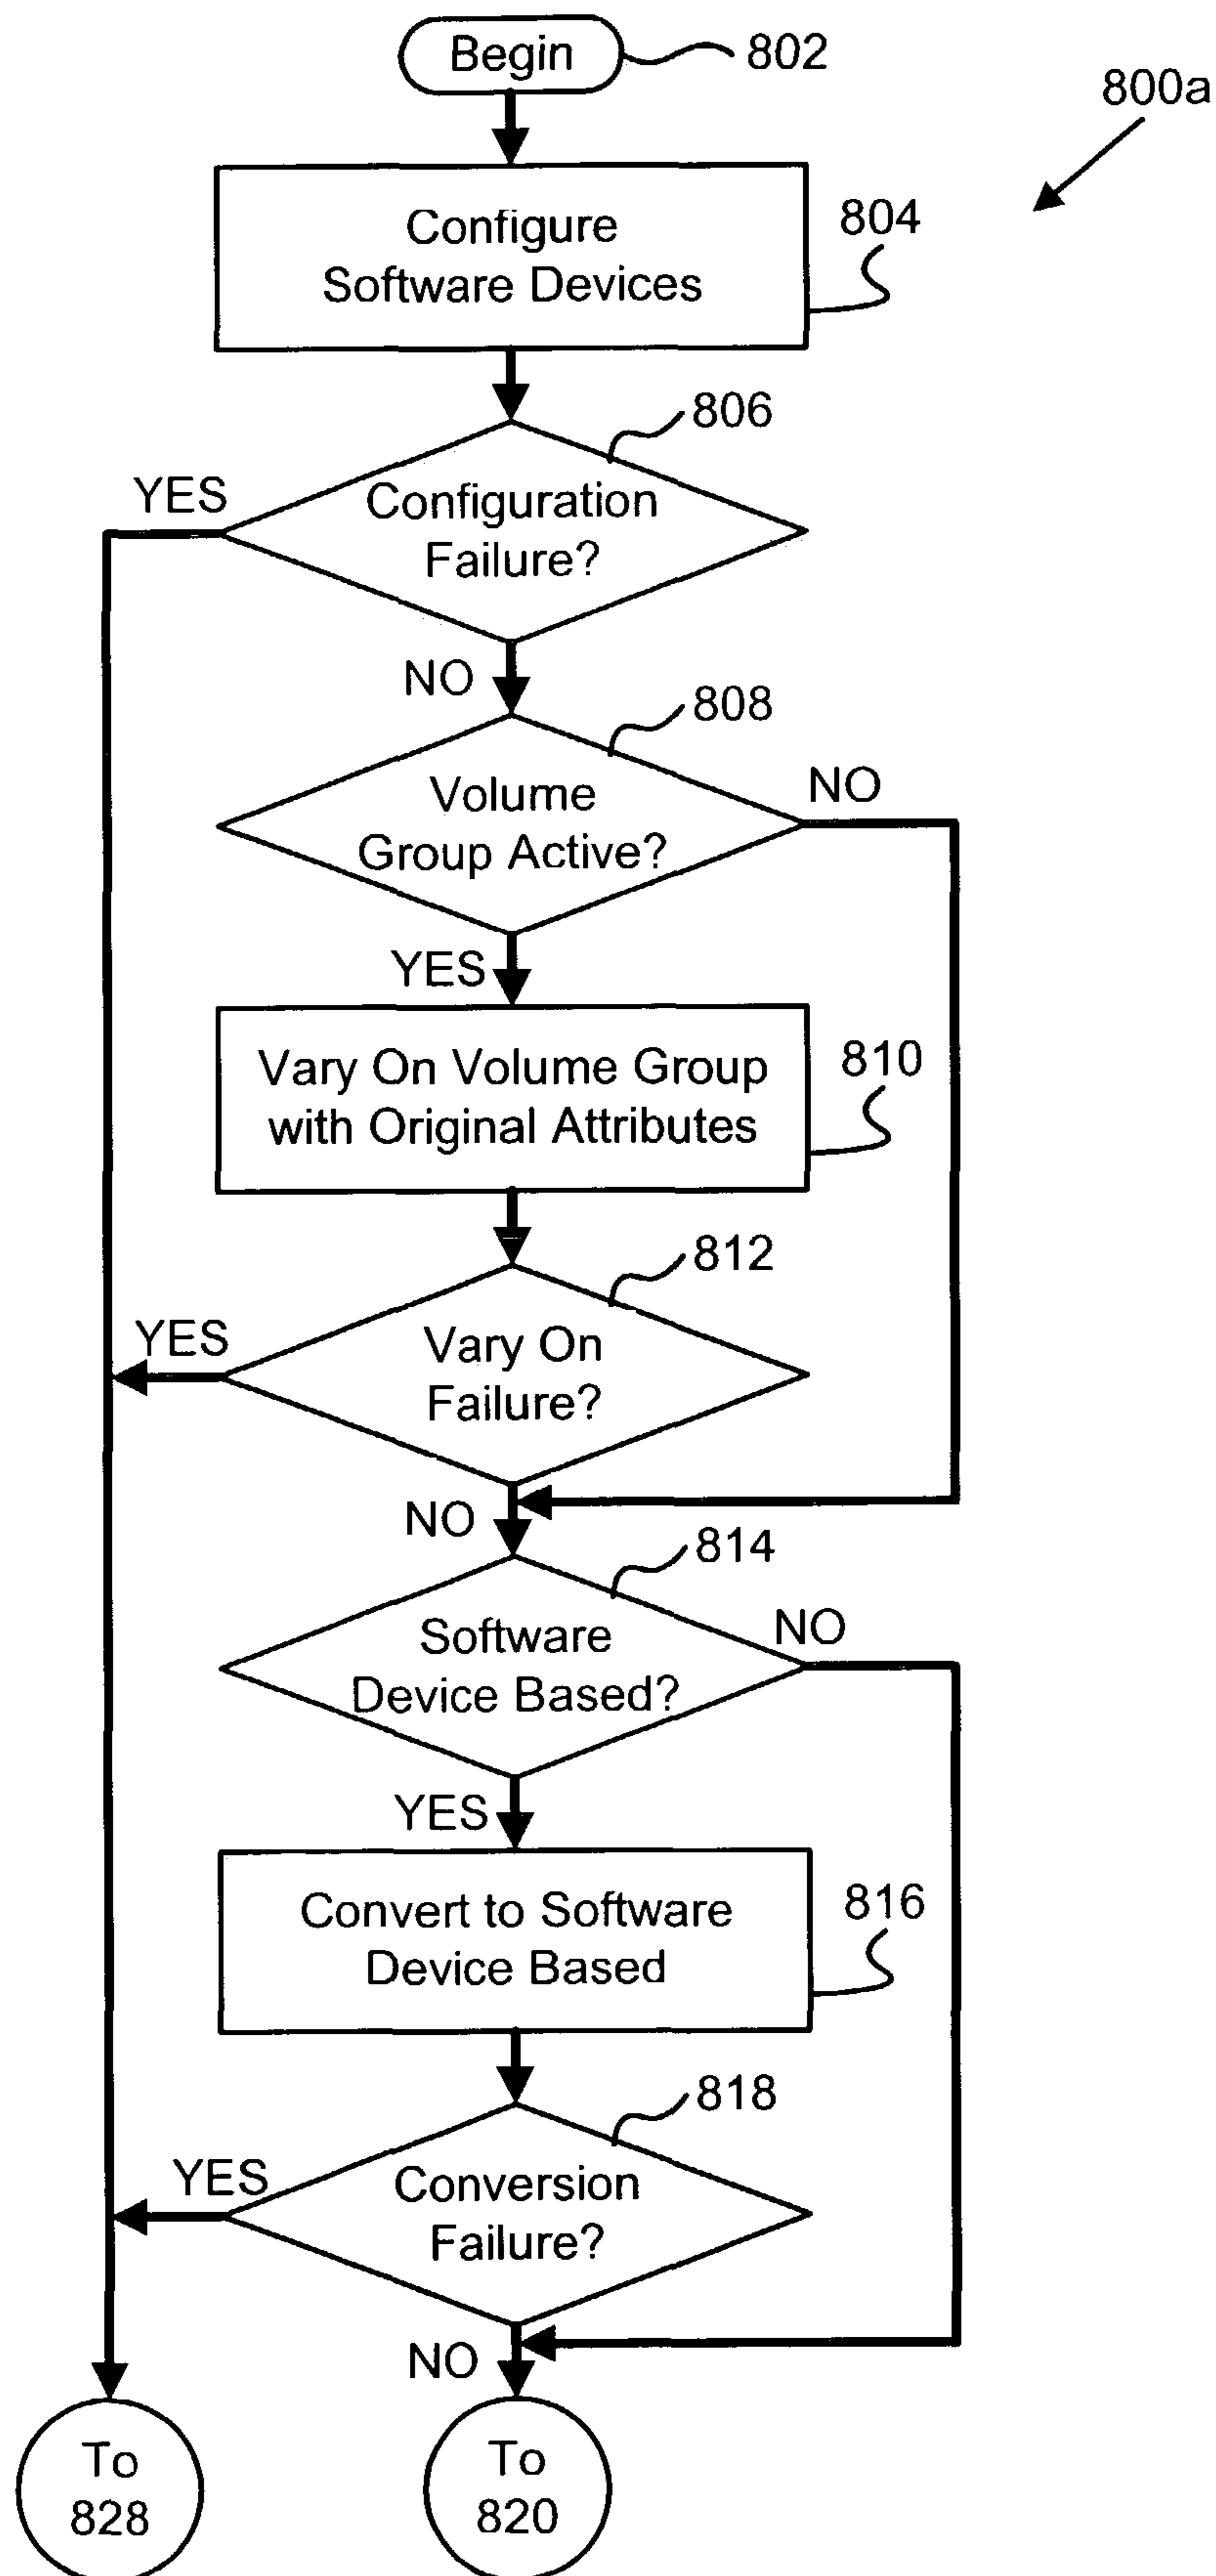 Begin
802
800a
Configure
Software Devices
804
806
YES
Configuration
Failure?
NO
808
Volume
Group Active?
NO
YES
Vary On Volume Group
with Original Attributes
810
812
YES
Vary On
Failure?
NO
814
Software
Device Based?
NO
YES
Convert to Software
Device Based
816
818
YES
Conversion
Failure?
NO
To
828
To
820